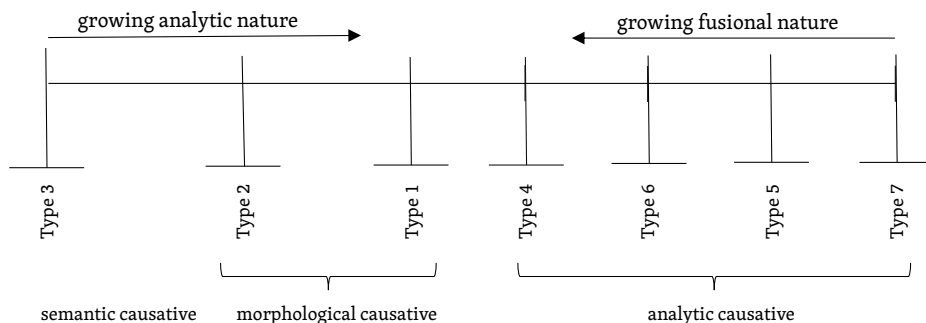 growing analytic nature growing fusional nature
Type 3 Type 2 Type 1 Type 4 Type 6 Type 5 Type 7
semantic causative morphological causative analytic causative